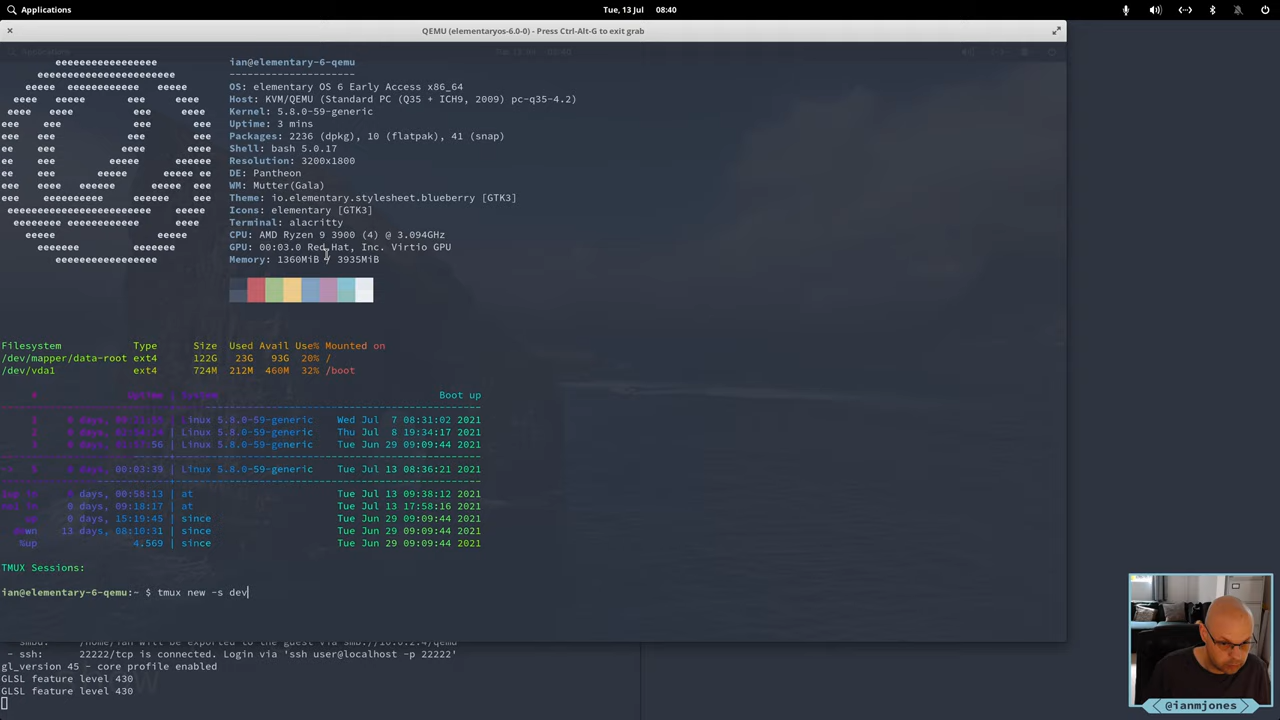 Applications
Tue, 13 Jul 08:40
QEMU (elementaryos-6.0-0) - Press Ctrl-Alt-G to exit grab
ian@elementary-6-qemu
---------------------
OS: elementary OS 6 Early Access x86_64
Host: KVM/QEMU (Standard PC (Q35 + ICH9, 2009) pc-q35-4.2)
Kernel: 5.8.0-59-generic
Uptime: 3 mins
Packages: 2236 (dpkg), 10 (flatpak), 41 (snap)
Shell: bash 5.0.17
Resolution: 3200x1800
DE: Pantheon
WM: Mutter(Gala)
Theme: io.elementary.stylesheet.blueberry [GTK3]
Icons: elementary [GTK3]
Terminal: alacritty
CPU: AMD Ryzen 9 3900 (4) @ 3.094GHz
GPU: 00:03.0 Red Hat, Inc. Virtio GPU
Memory: 1360MiB / 3935MiB
Filesystem Type Size Used Avail Use% Mounted on
/dev/mapper/data-root ext4 122G 23G 93G 20% /
/dev/vda1 ext4 724M 212M 460M 32% /boot
# Uptime | System Boot up
1 | Linux 5.8.0-59-generic Wed Jul 7 08:31:02 2021
2 | Linux 5.8.0-59-generic Thu Jul 8 19:34:17 2021
3 | Linux 5.8.0-59-generic Tue Jun 29 09:09:44 2021
-> 0 days, 00:03:39 | Linux 5.8.0-59-generic Tue Jul 13 08:36:21 2021
1up in 0 days, 00:58:13 | at Tue Jul 13 09:38:12 2021
0 days, 09:18:17 | at Tue Jul 13 17:58:16 2021
up 0 days, 15:19:45 | since Tue Jun 29 09:09:44 2021
down 13 days, 08:10:31 | since Tue Jun 29 09:09:44 2021
%up 4.569 | since Tue Jun 29 09:09:44 2021
TMUX Sessions:
ian@elementary-6-qemu:~ $ tmux new -s dev
- ssh: 22222/tcp is connected. Login via 'ssh user@localhost -p 22222'
gl_version 45 - core profile enabled
GLSL feature level 430
GLSL feature level 430
@ianmjones